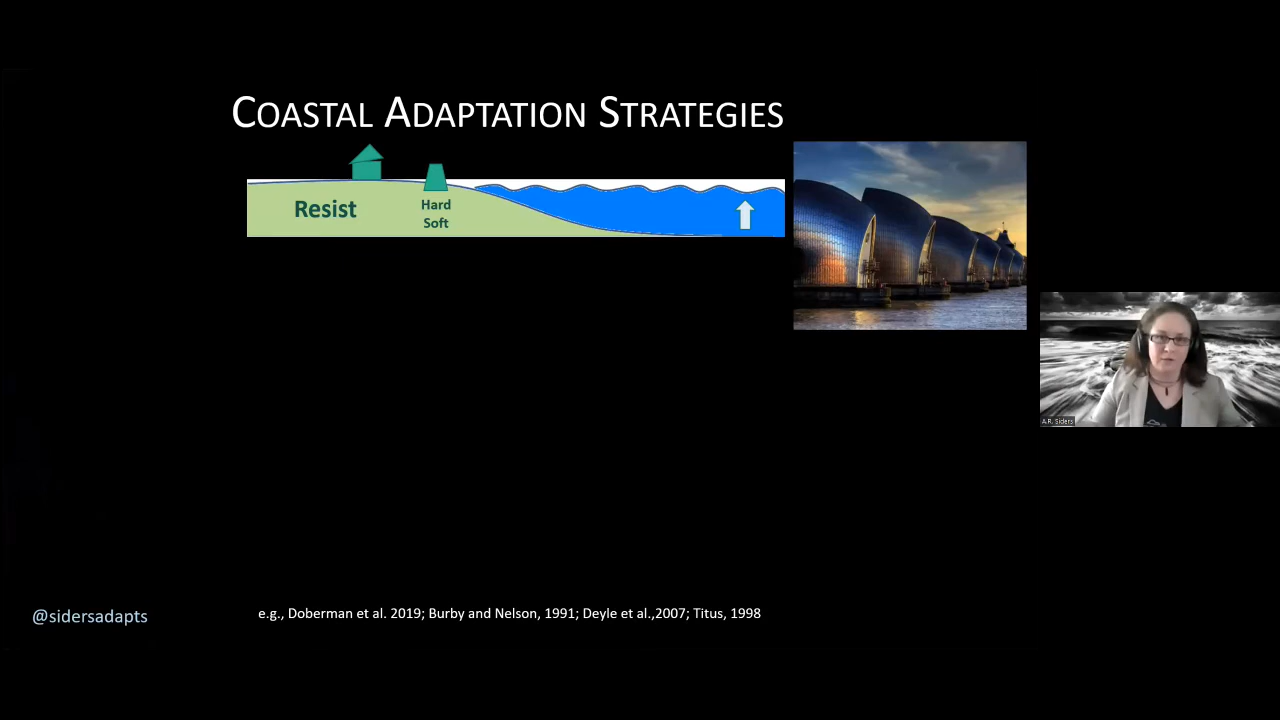 COASTAL ADAPTATION STRATEGIES
Resist
Hard
Soft
A.R. Siders
@sidersadapts
e.g., Doberman et al. 2019; Burby and Nelson, 1991; Deyle et al.,2007; Titus, 1998